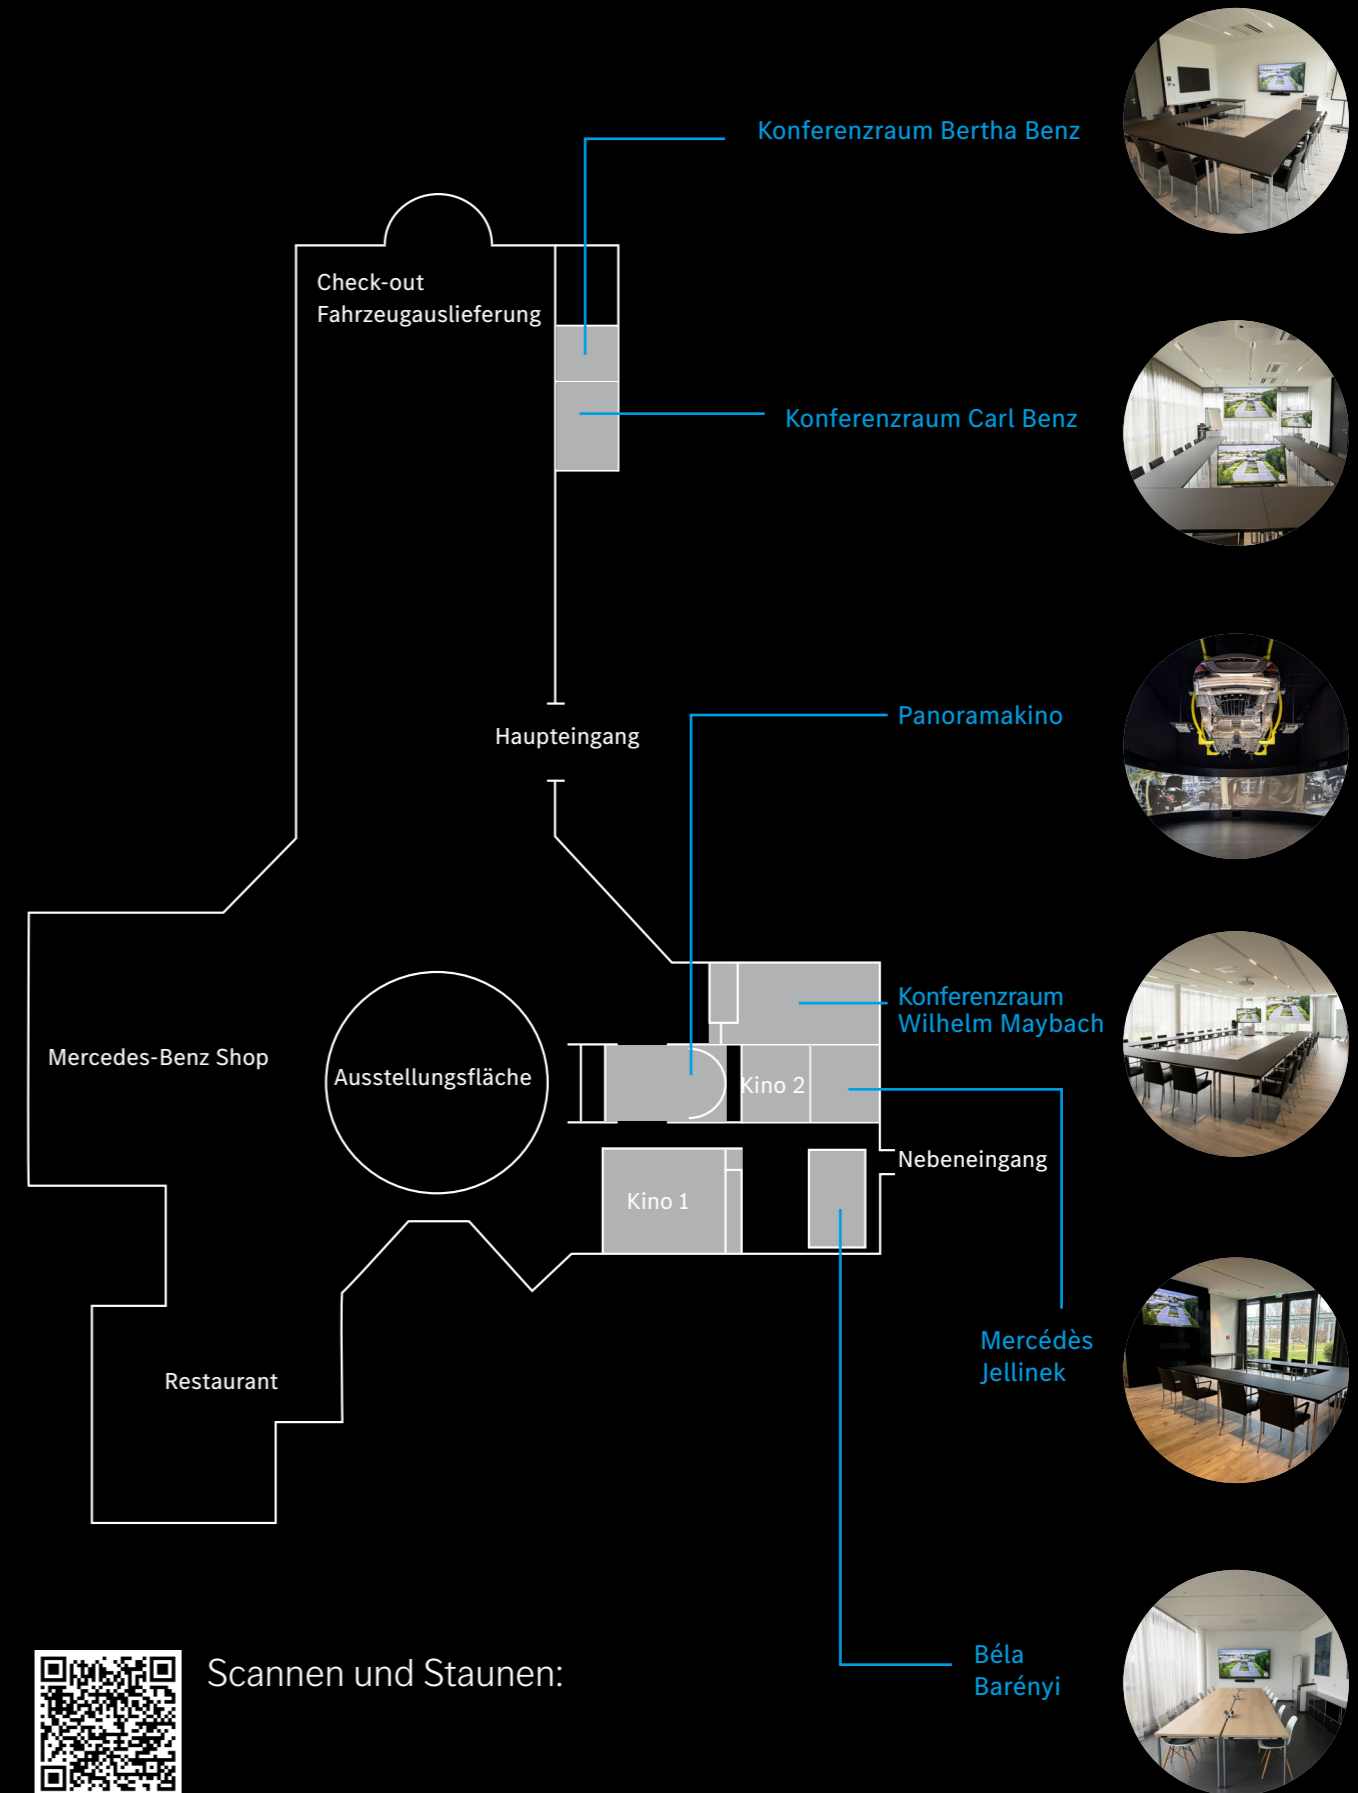 Konferenzraum Bertha Benz
Check-out
Fahrzeugauslieferung
Konferenzraum Carl Benz
Panoramakino
Haupteingang
Konferenzraum
Wilhelm Maybach
Mercedes-Benz Shop
Ausstellungsfläche
Kino 2
Nebeneingang
Kino 1
Mercédès
Jellinek
Restaurant
Béla
Barényi
Scannen und Staunen: